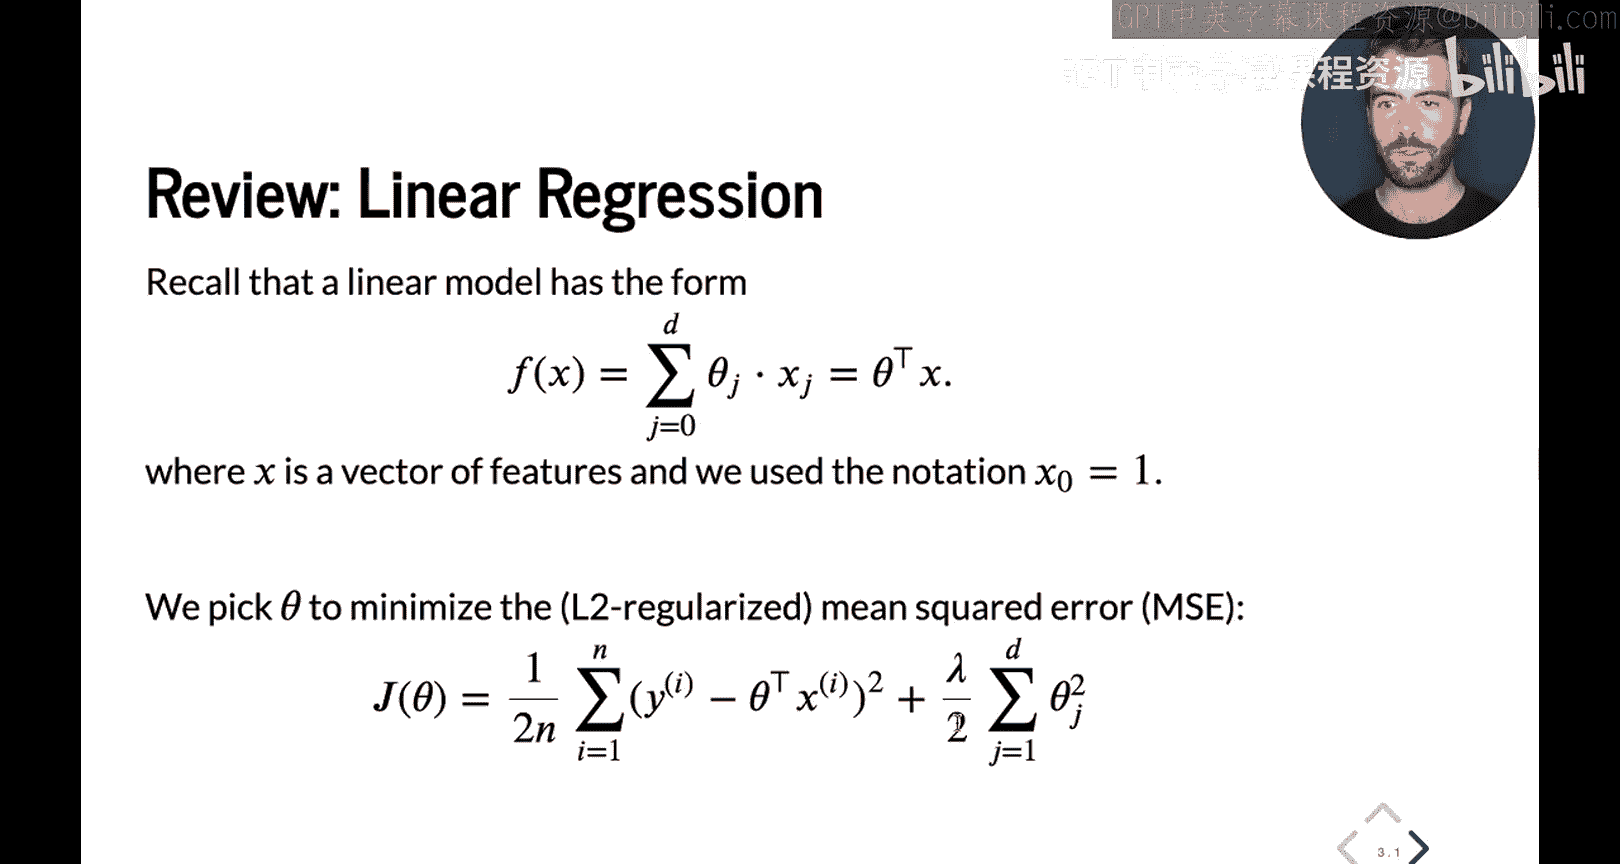 GPT中英字幕课程资源@bilibili.com
程资源 bilibili
Review: Linear Regression
Recall that a linear model has the form
f(x) = ∑_{j=0}^{d} θ_j · x_j = θ^⊤ x.
where x is a vector of features and we used the notation x_0 = 1.
We pick θ to minimize the (L2-regularized) mean squared error (MSE):
J(θ) = \frac{1}{2n} ∑_{i=1}^{n} (y^{(i)} − θ^⊤ x^{(i)})^2 + \frac{λ}{2} ∑_{j=1}^{d} θ_j^2
3.1